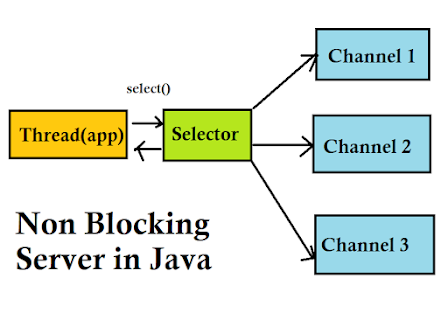 Channel 1
select()
Thread(app)
Selector
Channel 2
Non Blocking
Server in Java
Channel 3